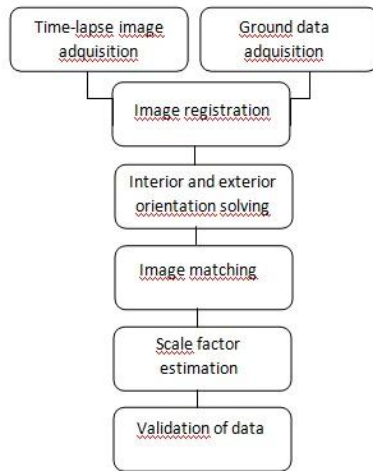 Time-lapse image
adquisition
Ground data
adquisition
Image registration
Interior and exterior
orientation solving
Image matching
Scale factor
estimation
Validation of data